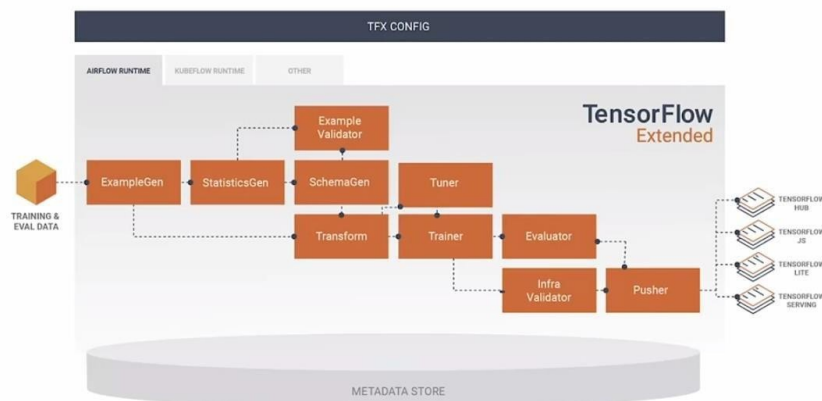 TFX CONFIG
AIRFLOW RUNTIME
KUBEFLOW RUNTIME
OTHER
TensorFlow
Extended
Example
Validator
ExampleGen
StatisticsGen
SchemaGen
Tuner
TRAINING &
EVAL DATA
Transform
Trainer
Evaluator
Infra
Validator
Pusher
TENSORFLOW
HUB
TENSORFLOW
JS
TENSORFLOW
LITE
TENSORFLOW
SERVING
METADATA STORE